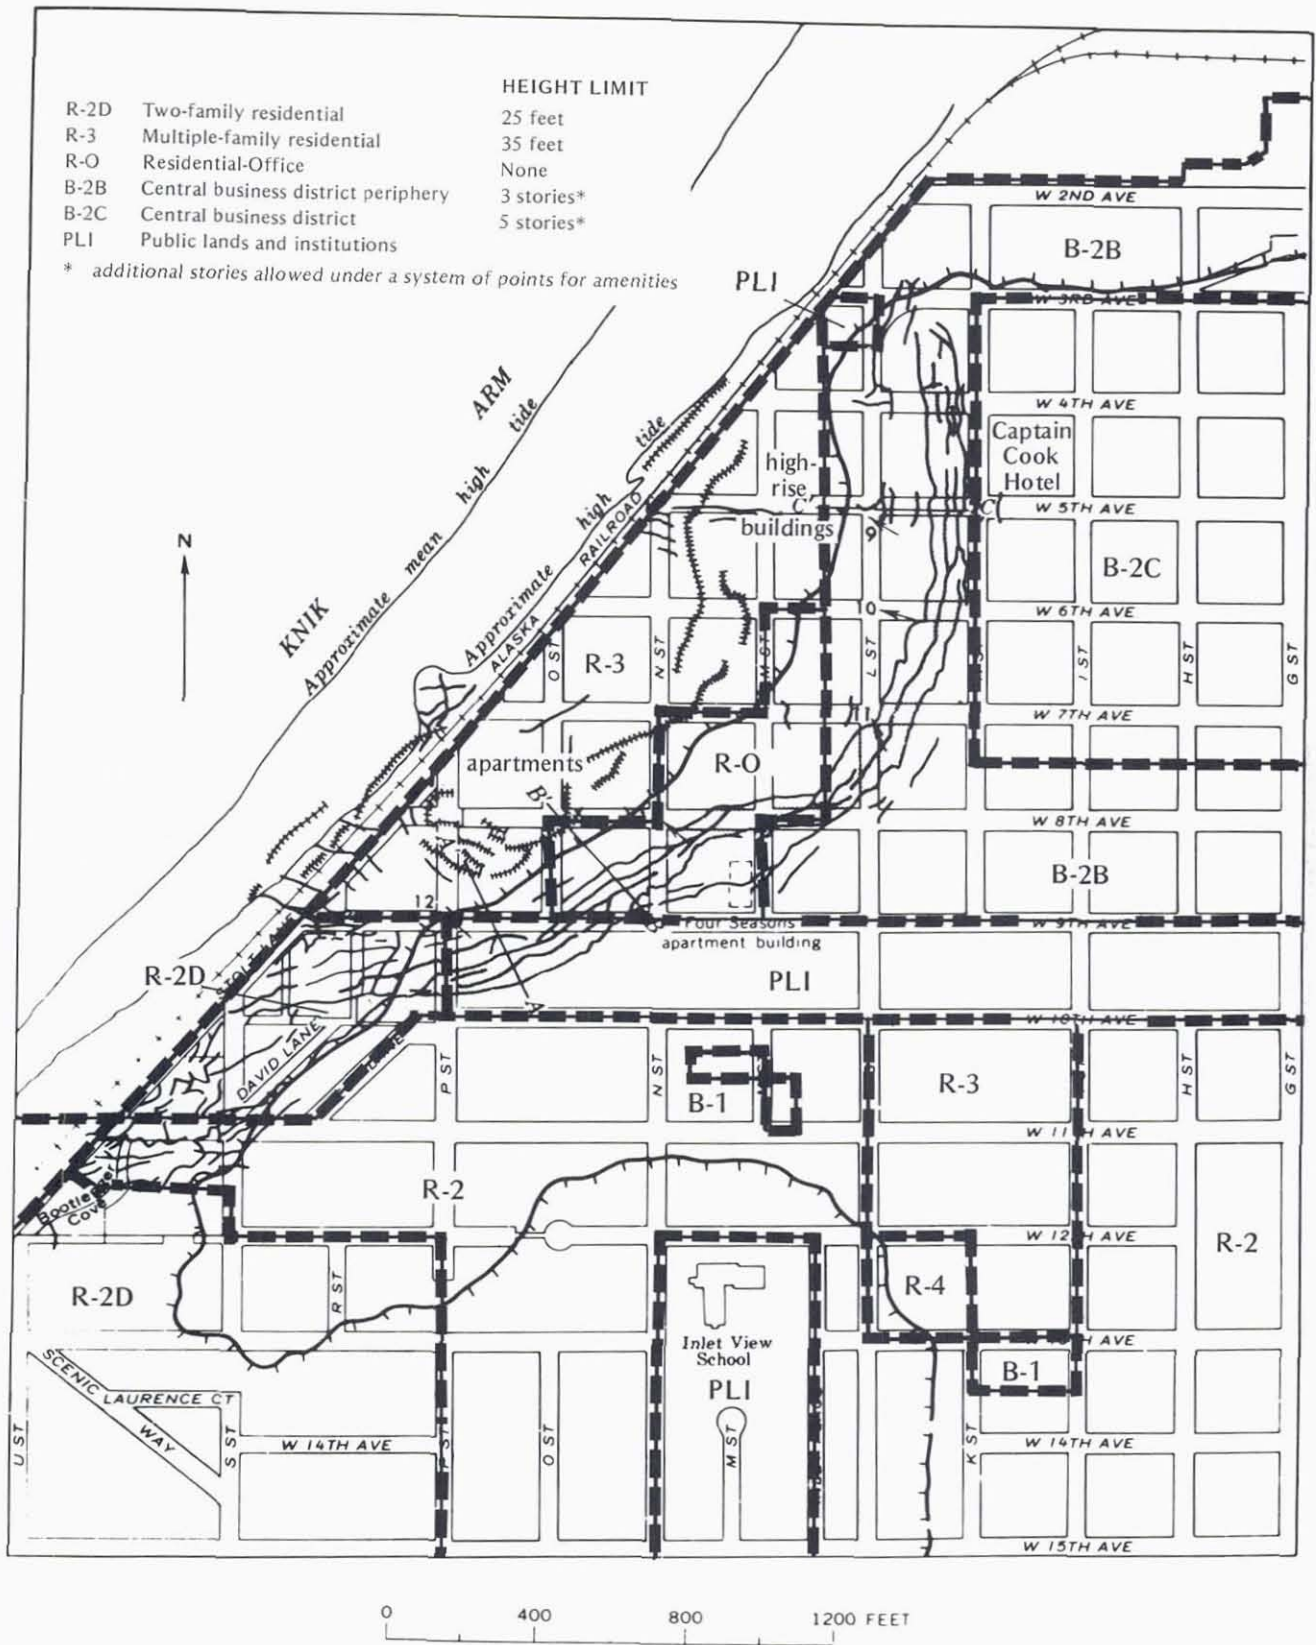 HEIGHT LIMIT
R-2D Two-family residential 25 feet
R-3 Multiple-family residential 35 feet
R-O Residential-Office None
B-2B Central business district periphery 3 stories*
B-2C Central business district 5 stories*
PLI Public lands and institutions
* additional stories allowed under a system of points for amenities
W 2ND AVE
B-2B
PLI
W 3RD AVE
KNIK ARM
Approximate mean high tide
Approximate high tide
ALASKA RAILROAD
W 4TH AVE
Captain
Cook
Hotel
high-
rise
buildings
C'
C
W 5TH AVE
9
B-2C
N
10
W 6TH AVE
R-3
O ST
N ST
M ST
L ST
I ST
H ST
G ST
11
W 7TH AVE
apartments
R-O
B'
W 8TH AVE
B-2B
A'
12
W 9TH AVE
Four Seasons
apartment building
R-2D
PLI
A
W 10TH AVE
DAVID LANE
LANE
P ST
N ST
B-1
R-3
H ST
G ST
W 11TH AVE
Bootlegger
Cove
R-2
W 12TH AVE
R-2
R-2D
R ST
R-4
Inlet View
School
PLI
B-1
SCENIC WAY
LAURENCE CT
U ST
S ST
W 14TH AVE
P ST
O ST
M ST
K ST
W 14TH AVE
W 15TH AVE
0 400 800 1200 FEET